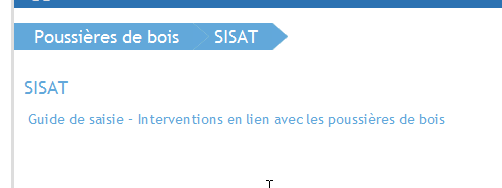 Poussières de bois SISAT
SISAT
Guide de saisie - Interventions en lien avec les poussières de bois